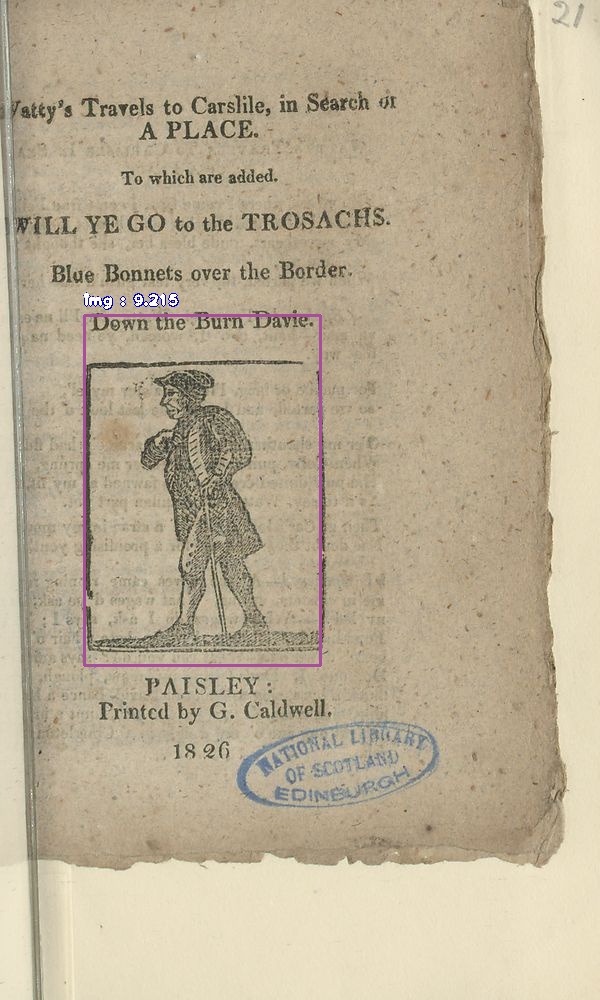 21
Watty's Travels to Carslile, in Search of
A PLACE.
To which are added.
WILL YE GO to the TROSACHS.
Blue Bonnets over the Border.
img : 9.215
Down the Burn Davie.
PAISLEY:
Printed by G. Caldwell.
1826
NATIONAL LIBRARY
OF SCOTLAND
EDINBURGH